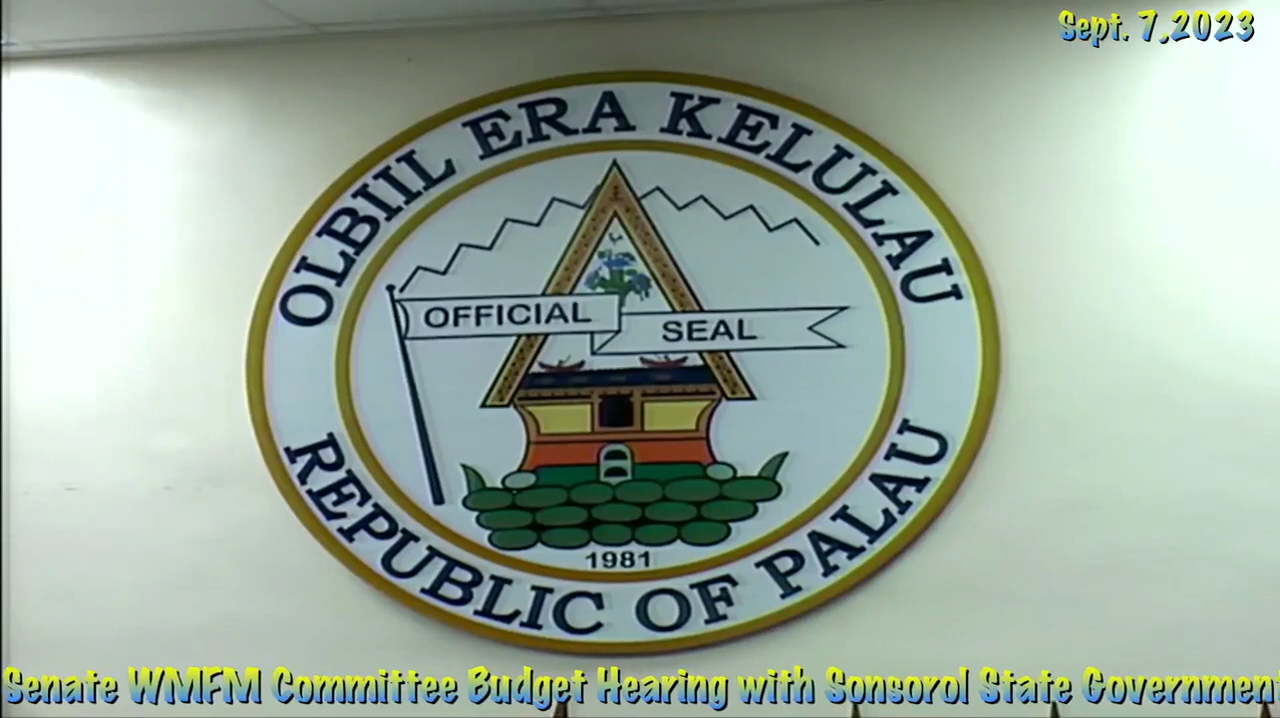 Sept. 7,2023
OLBIIL ERA KELULAU
OFFICIAL SEAL
1981
REPUBLIC OF PALAU
Senate WMFM Committee Budget Hearing with Sonsorol State Government